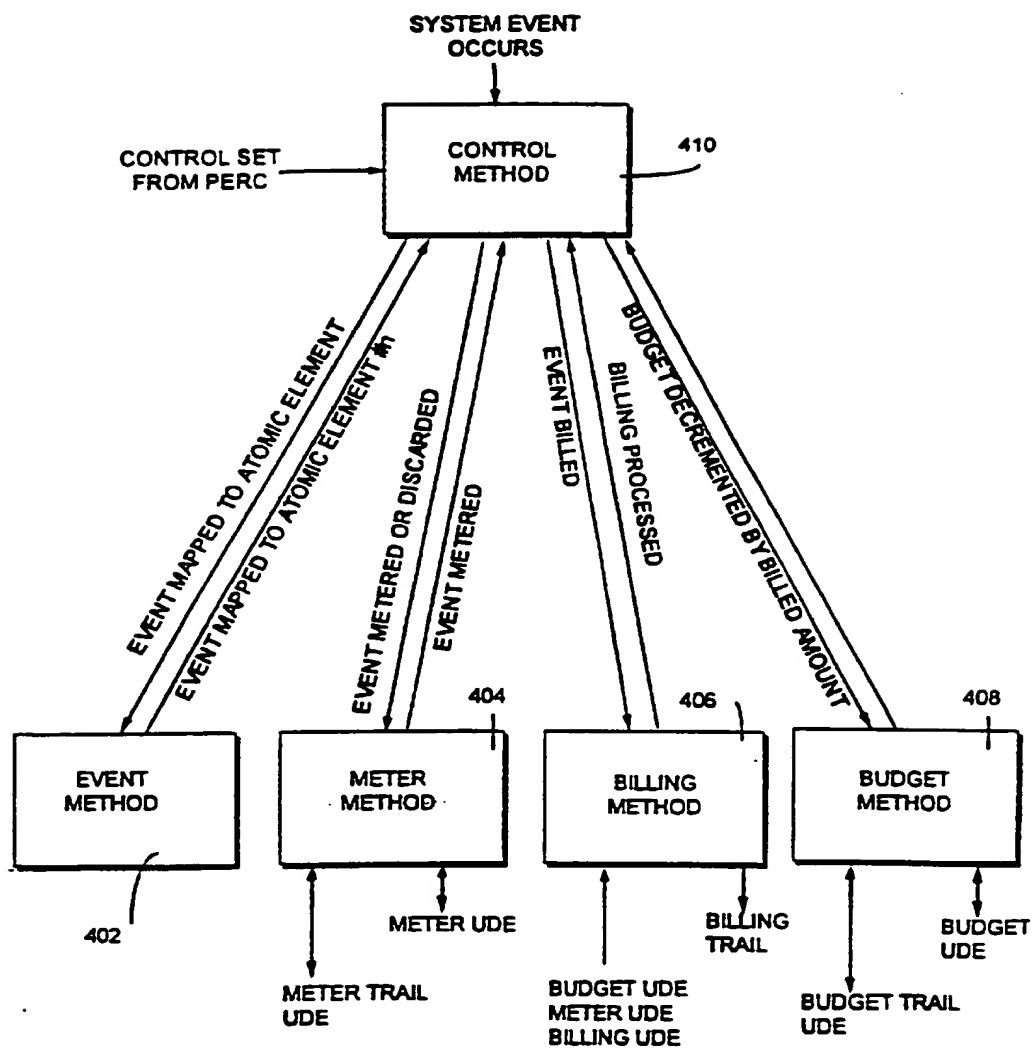 SYSTEM EVENT
OCCURS
CONTROL
METHOD
410
CONTROL SET
FROM PERC
EVENT MAPPED TO ATOMIC ELEMENT
EVENT MAPPED TO ATOMIC ELEMENT #n
EVENT METERED OR DISCARDED
EVENT METERED
EVENT BILLED
BILLING PROCESSED
BUDGET DECREMENTED BY BILLED AMOUNT
404
406
408
EVENT
METHOD
METER
METHOD
BILLING
METHOD
BUDGET
METHOD
402
METER UDE
METER TRAIL
UDE
BILLING
TRAIL
BUDGET UDE
METER UDE
BILLING UDE
BUDGET
UDE
BUDGET TRAIL
UDE